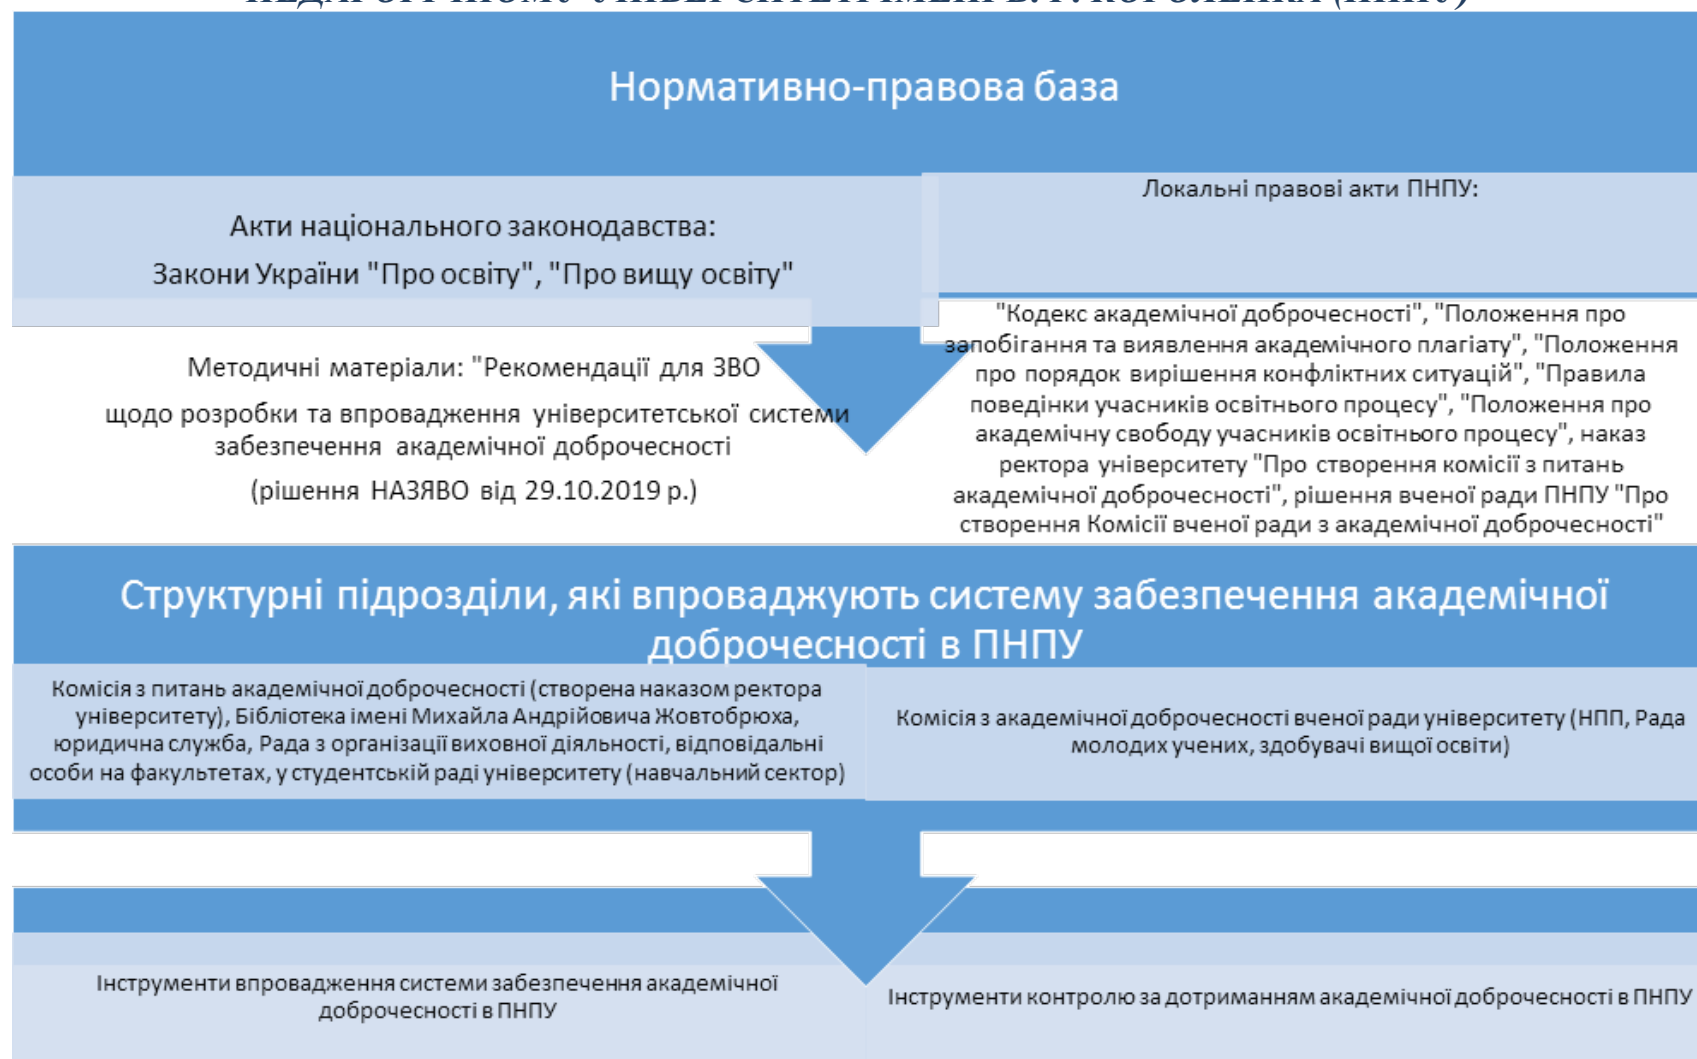 Нормативно-правова база
Акти національного законодавства:
Закони України "Про освіту", "Про вищу освіту"
Методичні матеріали: "Рекомендації для ЗВО
щодо розробки та впровадження університетської системи
забезпечення академічної доброчесності
(рішення НАЗЯВО від 29.10.2019 р.)
Локальні правові акти ПНПУ:
"Кодекс академічної доброчесності", "Положення про
запобігання та виявлення академічного плагіату", "Положення
про порядок вирішення конфліктних ситуацій", "Правила
поведінки учасників освітнього процесу", "Положення про
академічну свободу учасників освітнього процесу", наказ
ректора університету "Про створення комісії з питань
академічної доброчесності", рішення вченої ради ПНПУ "Про
створення Комісії вченої ради з академічної доброчесності"
Структурні підрозділи, які впроваджують систему забезпечення академічної
доброчесності в ПНПУ
Комісія з питань академічної доброчесності (створена наказом ректора
університету), Бібліотека імені Михайла Андрійовича Жовтобрюха,
юридична служба, Рада з організації виховної діяльності, відповідальні
особи на факультетах, у студентській раді університету (навчальний сектор)
Комісія з академічної доброчесності вченої ради університету (НПП, Рада
молодих учених, здобувачі вищої освіти)
Інструменти впровадження системи забезпечення академічної
доброчесності в ПНПУ
Інструменти контролю за дотриманням академічної доброчесності в ПНПУ